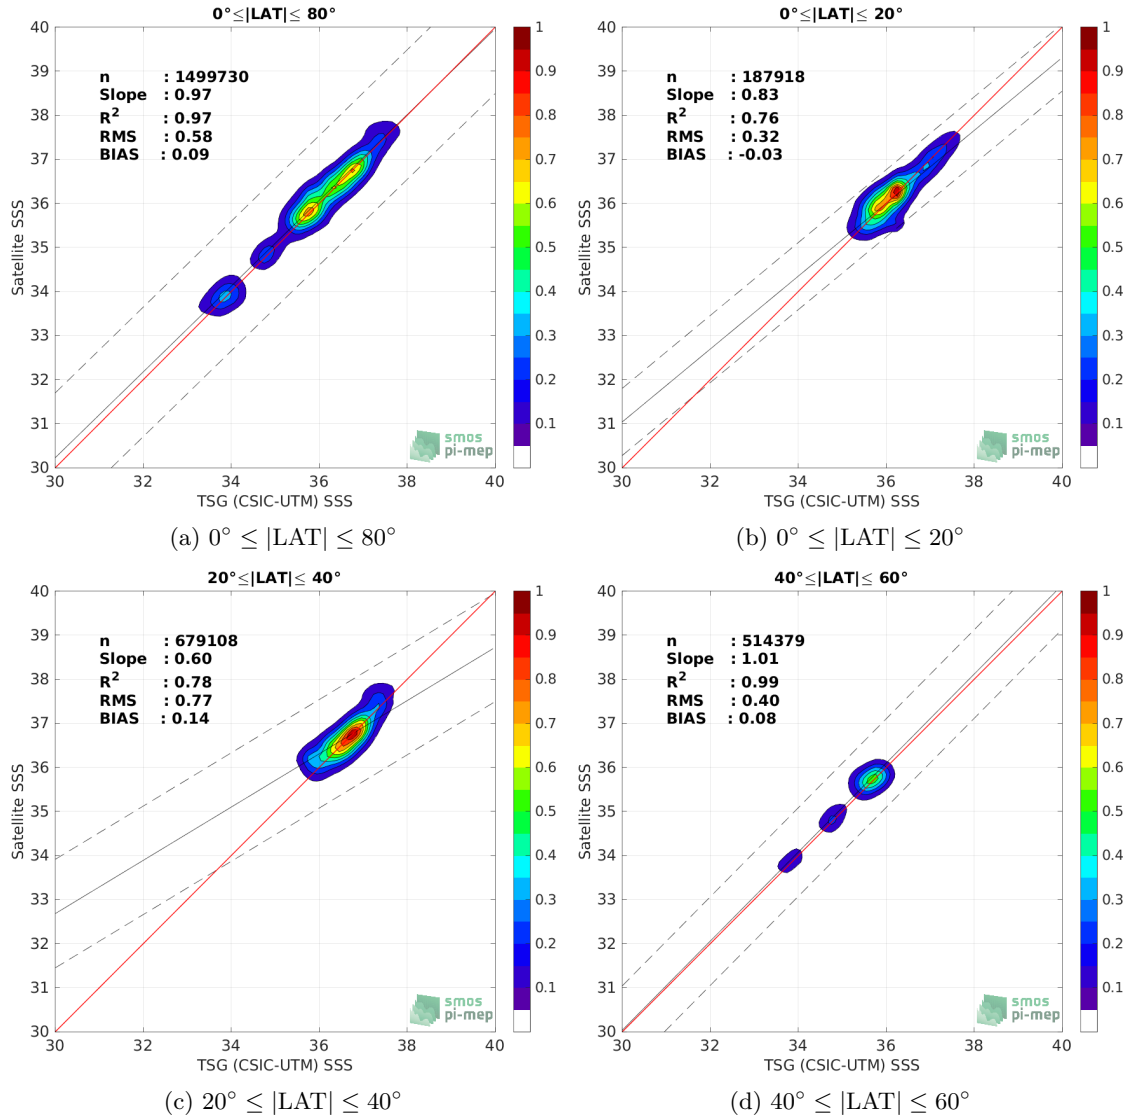 0°≤|LAT|≤ 80°
n : 1499730
Slope : 0.97
R² : 0.97
RMS : 0.58
BIAS : 0.09
40
39
38
37
36
35
34
33
32
31
30
30 32 34 36 38 40
Satellite SSS
TSG (CSIC-UTM) SSS
1
0.9
0.8
0.7
0.6
0.5
0.4
0.3
0.2
0.1
smos
pi-mep
(a) 0° ≤ |LAT| ≤ 80°
0°≤|LAT|≤ 20°
n : 187918
Slope : 0.83
R² : 0.76
RMS : 0.32
BIAS : -0.03
40
39
38
37
36
35
34
33
32
31
30
30 32 34 36 38 40
Satellite SSS
TSG (CSIC-UTM) SSS
1
0.9
0.8
0.7
0.6
0.5
0.4
0.3
0.2
0.1
smos
pi-mep
(b) 0° ≤ |LAT| ≤ 20°
20°≤|LAT|≤ 40°
n : 679108
Slope : 0.60
R² : 0.78
RMS : 0.77
BIAS : 0.14
40
39
38
37
36
35
34
33
32
31
30
30 32 34 36 38 40
Satellite SSS
TSG (CSIC-UTM) SSS
1
0.9
0.8
0.7
0.6
0.5
0.4
0.3
0.2
0.1
smos
pi-mep
(c) 20° ≤ |LAT| ≤ 40°
40°≤|LAT|≤ 60°
n : 514379
Slope : 1.01
R² : 0.99
RMS : 0.40
BIAS : 0.08
40
39
38
37
36
35
34
33
32
31
30
30 32 34 36 38 40
Satellite SSS
TSG (CSIC-UTM) SSS
1
0.9
0.8
0.7
0.6
0.5
0.4
0.3
0.2
0.1
smos
pi-mep
(d) 40° ≤ |LAT| ≤ 60°